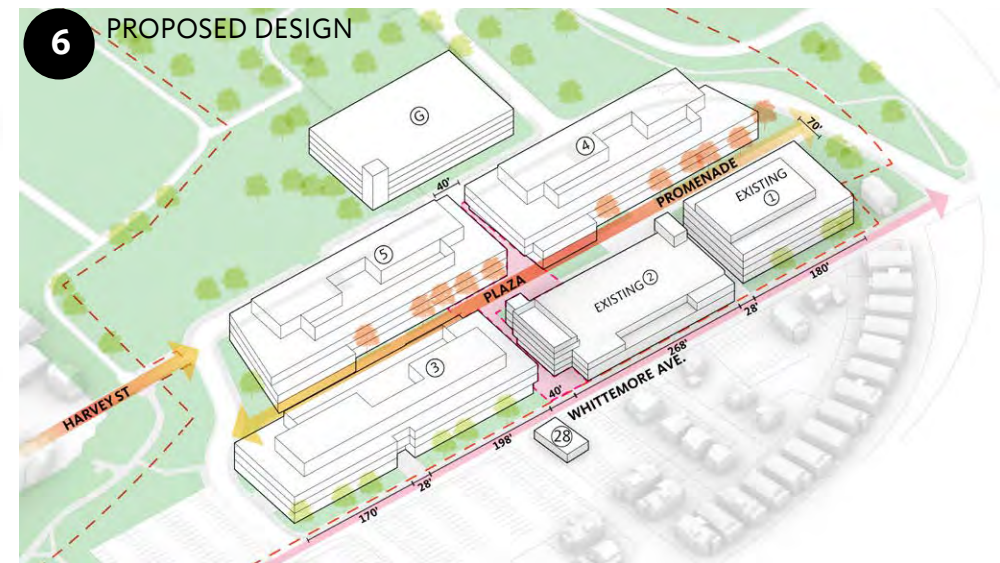 6
PROPOSED DESIGN
G
4
70'
PROMENADE
EXISTING
1
40'
5
PLAZA
EXISTING 2
180'
28'
268'
WHITTEMORE AVE.
40'
HARVEY ST
3
28
198'
28'
170'